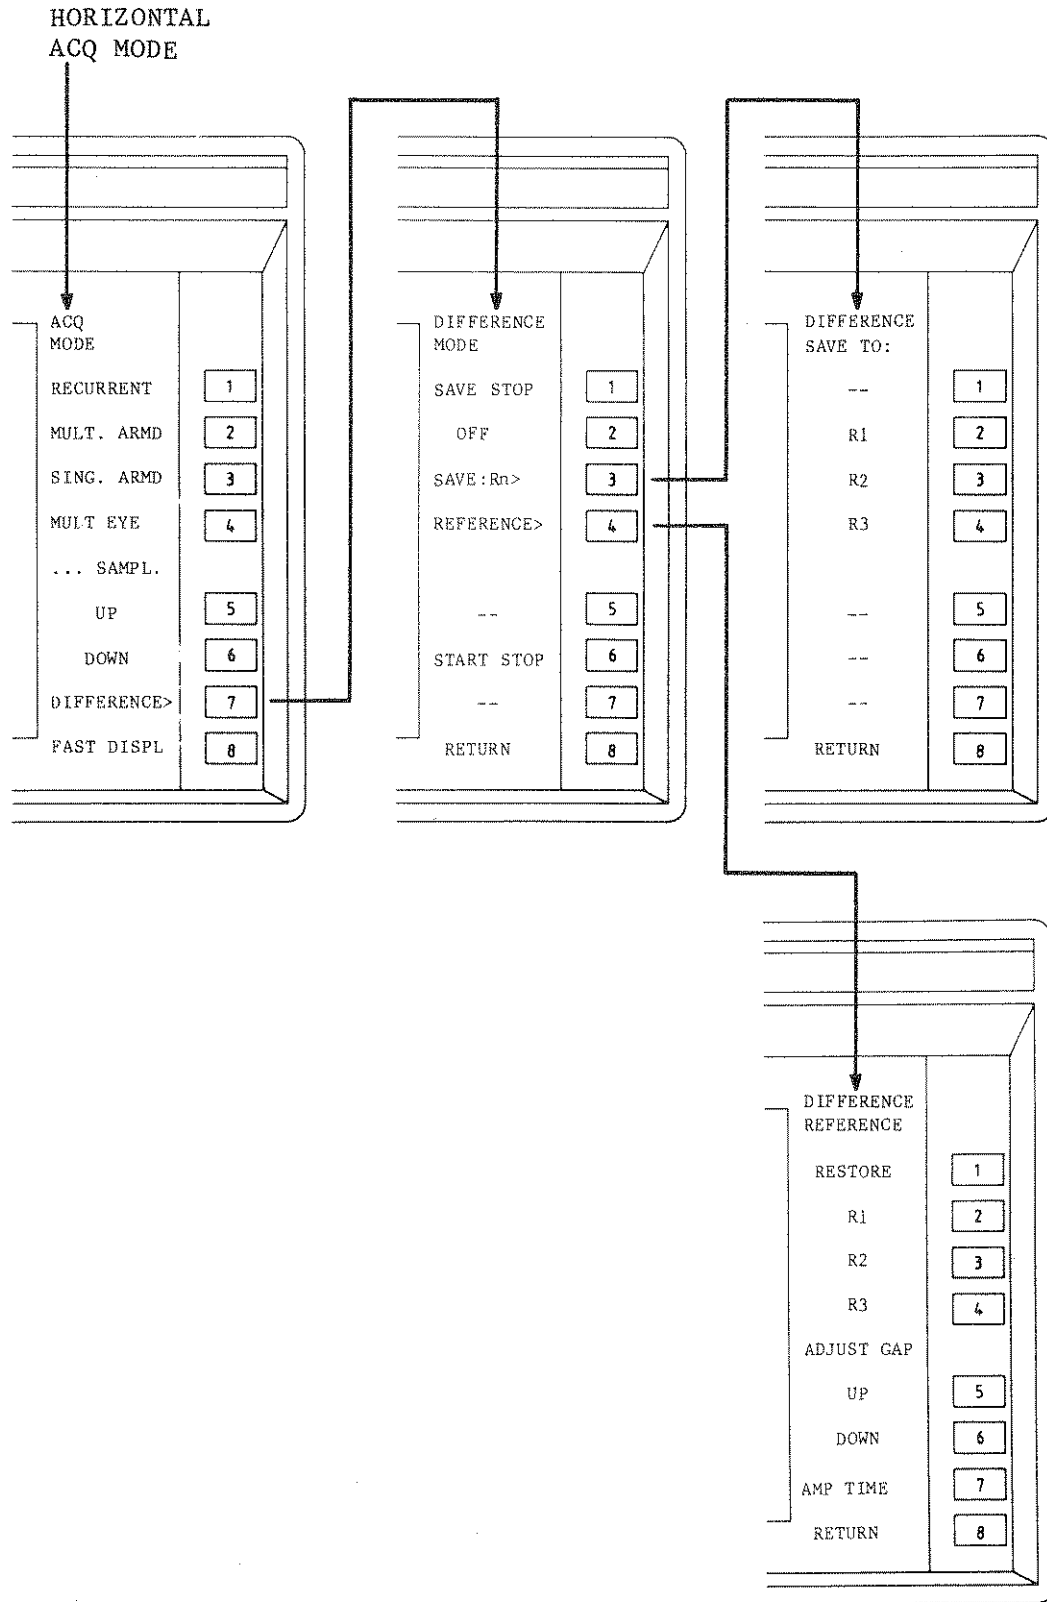 HORIZONTAL
ACQ MODE
ACQ
MODE
RECURRENT 1
MULT. ARMD 2
SING. ARMD 3
MULT EYE 4
... SAMPL.
UP 5
DOWN 6
DIFFERENCE> 7
FAST DISPL 8
DIFFERENCE
MODE
SAVE STOP 1
OFF 2
SAVE:Rn> 3
REFERENCE> 4
-- 5
START STOP 6
-- 7
RETURN 8
DIFFERENCE
SAVE TO:
-- 1
R1 2
R2 3
R3 4
-- 5
-- 6
-- 7
RETURN 8
DIFFERENCE
REFERENCE
RESTORE 1
R1 2
R2 3
R3 4
ADJUST GAP
UP 5
DOWN 6
AMP TIME 7
RETURN 8